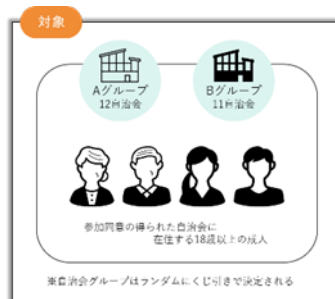 対象
Aグループ
12自治会
Bグループ
11自治会
参加同意の得られた自治会に
在住する18歳以上の成人
※自治会グループはランダムにくじ引きで決定される